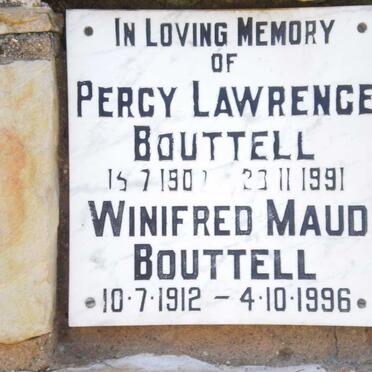 IN LOVING MEMORY
OF
PERCY LAWRENCE
BOUTTELL
23 11 1991
WINIFRED MAUD
BOUTTELL
10·7·1912 – 4·10·1996